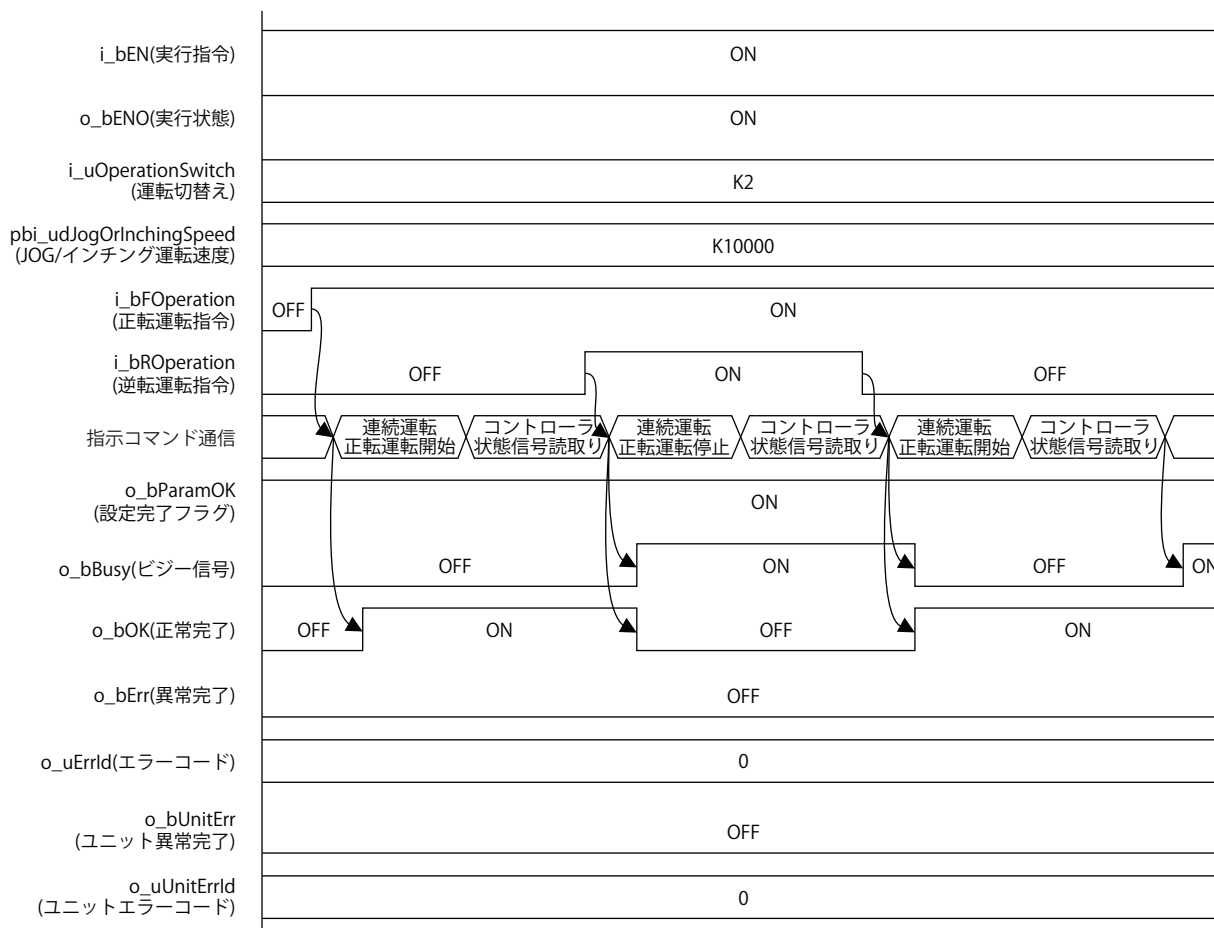 i_bEN(実行指令)
ON
o_bENO(実行状態)
ON
i_uOperationSwitch
(運転切替え)
K2
pbi_udJogOrInchingSpeed
(JOG/インチング運転速度)
K10000
i_bFOperation
(正転運転指令)
OFF
ON
i_bROperation
(逆転運転指令)
OFF
ON
OFF
指示コマンド通信
連続運転
正転運転開始
コントローラ
状態信号読取り
連続運転
正転運転停止
コントローラ
状態信号読取り
連続運転
正転運転開始
コントローラ
状態信号読取り
o_bParamOK
(設定完了フラグ)
ON
o_bBusy(ビジー信号)
OFF
ON
OFF
ON
o_bOK(正常完了)
OFF
ON
OFF
ON
o_bErr(異常完了)
OFF
o_uErrId(エラーコード)
0
o_bUnitErr
(ユニット異常完了)
OFF
o_uUnitErrId
(ユニットエラーコード)
0